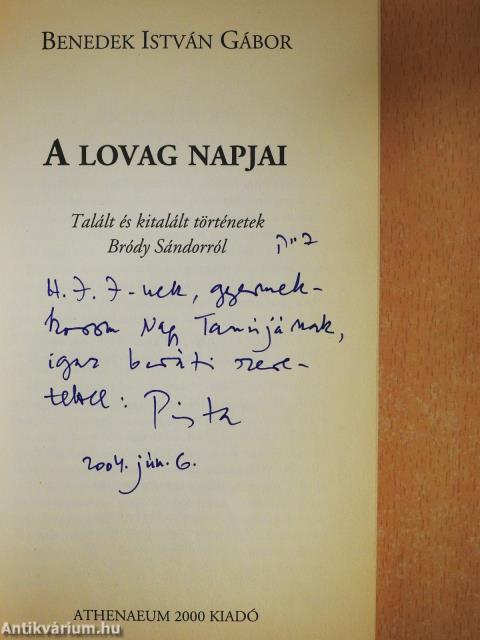 BENEDEK ISTVÁN GÁBOR
A LOVAG NAPJAI
Talált és kitalált történetek
Bródy Sándorról
H. J. J-nek, gyermek-
korom Nagy Tanújának,
igaz baráti szere-
tettel: Pista
2004. jún. 6.
ATHENAEUM 2000 KIADÓ
Antikvárium.hu